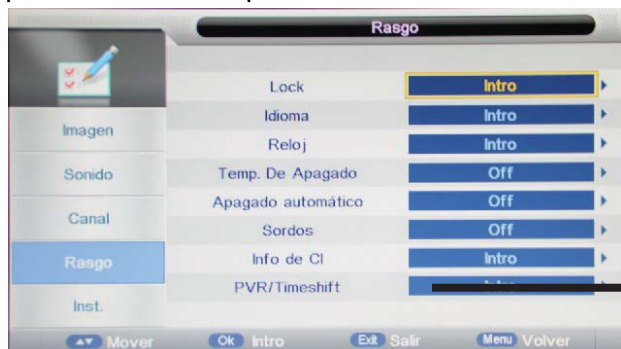 Rasgo
Lock Intro
Idioma Intro
Reloj Intro
Temp. De Apagado Off
Apagado automático Off
Sordos Off
Info de CI Intro
PVR/Timeshift
Imagen
Sonido
Canal
Rasgo
Inst.
Mover Ok Intro Exit Salir Menu Volver